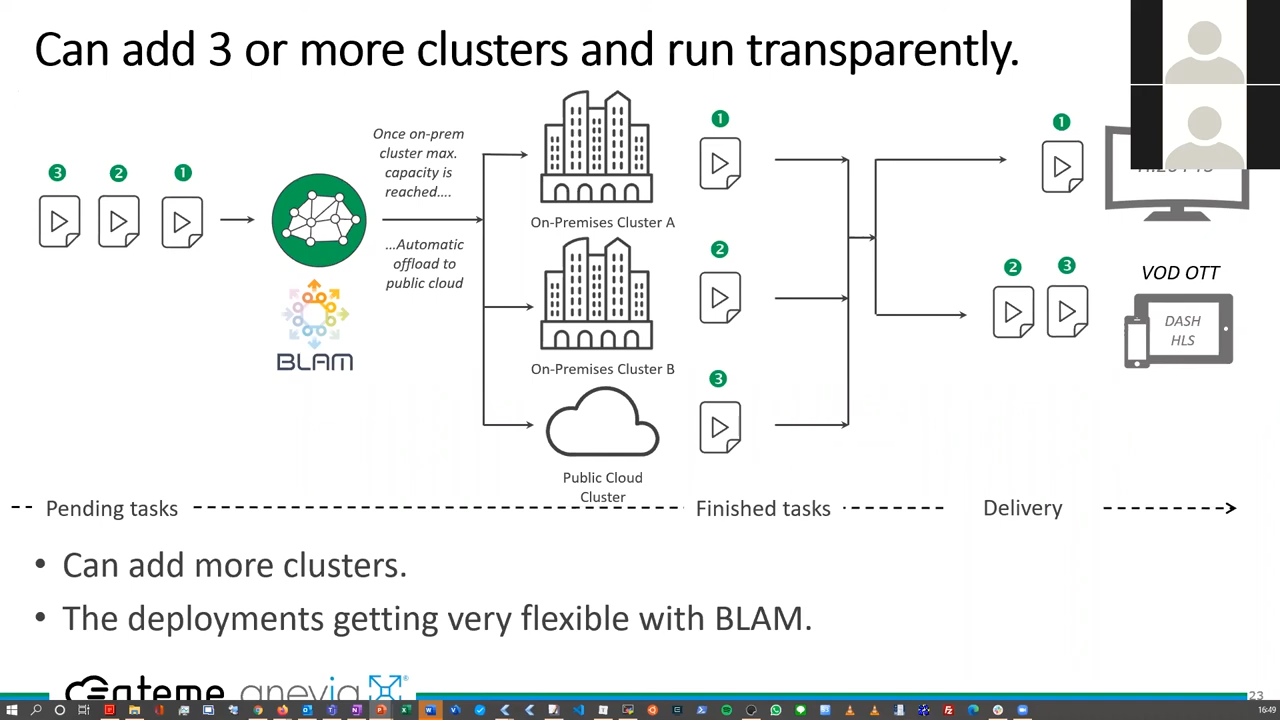 Can add 3 or more clusters and run transparently.
3
2
1
Once on-prem
cluster max.
capacity is
reached....
...Automatic
offload to
public cloud
BLAM
On-Premises Cluster A
On-Premises Cluster B
Public Cloud
Cluster
1
2
3
1
2
3
VOD OTT
DASH
HLS
Pending tasks
Finished tasks
Delivery
• Can add more clusters.
• The deployments getting very flexible with BLAM.
ateme anevia
23
16:49